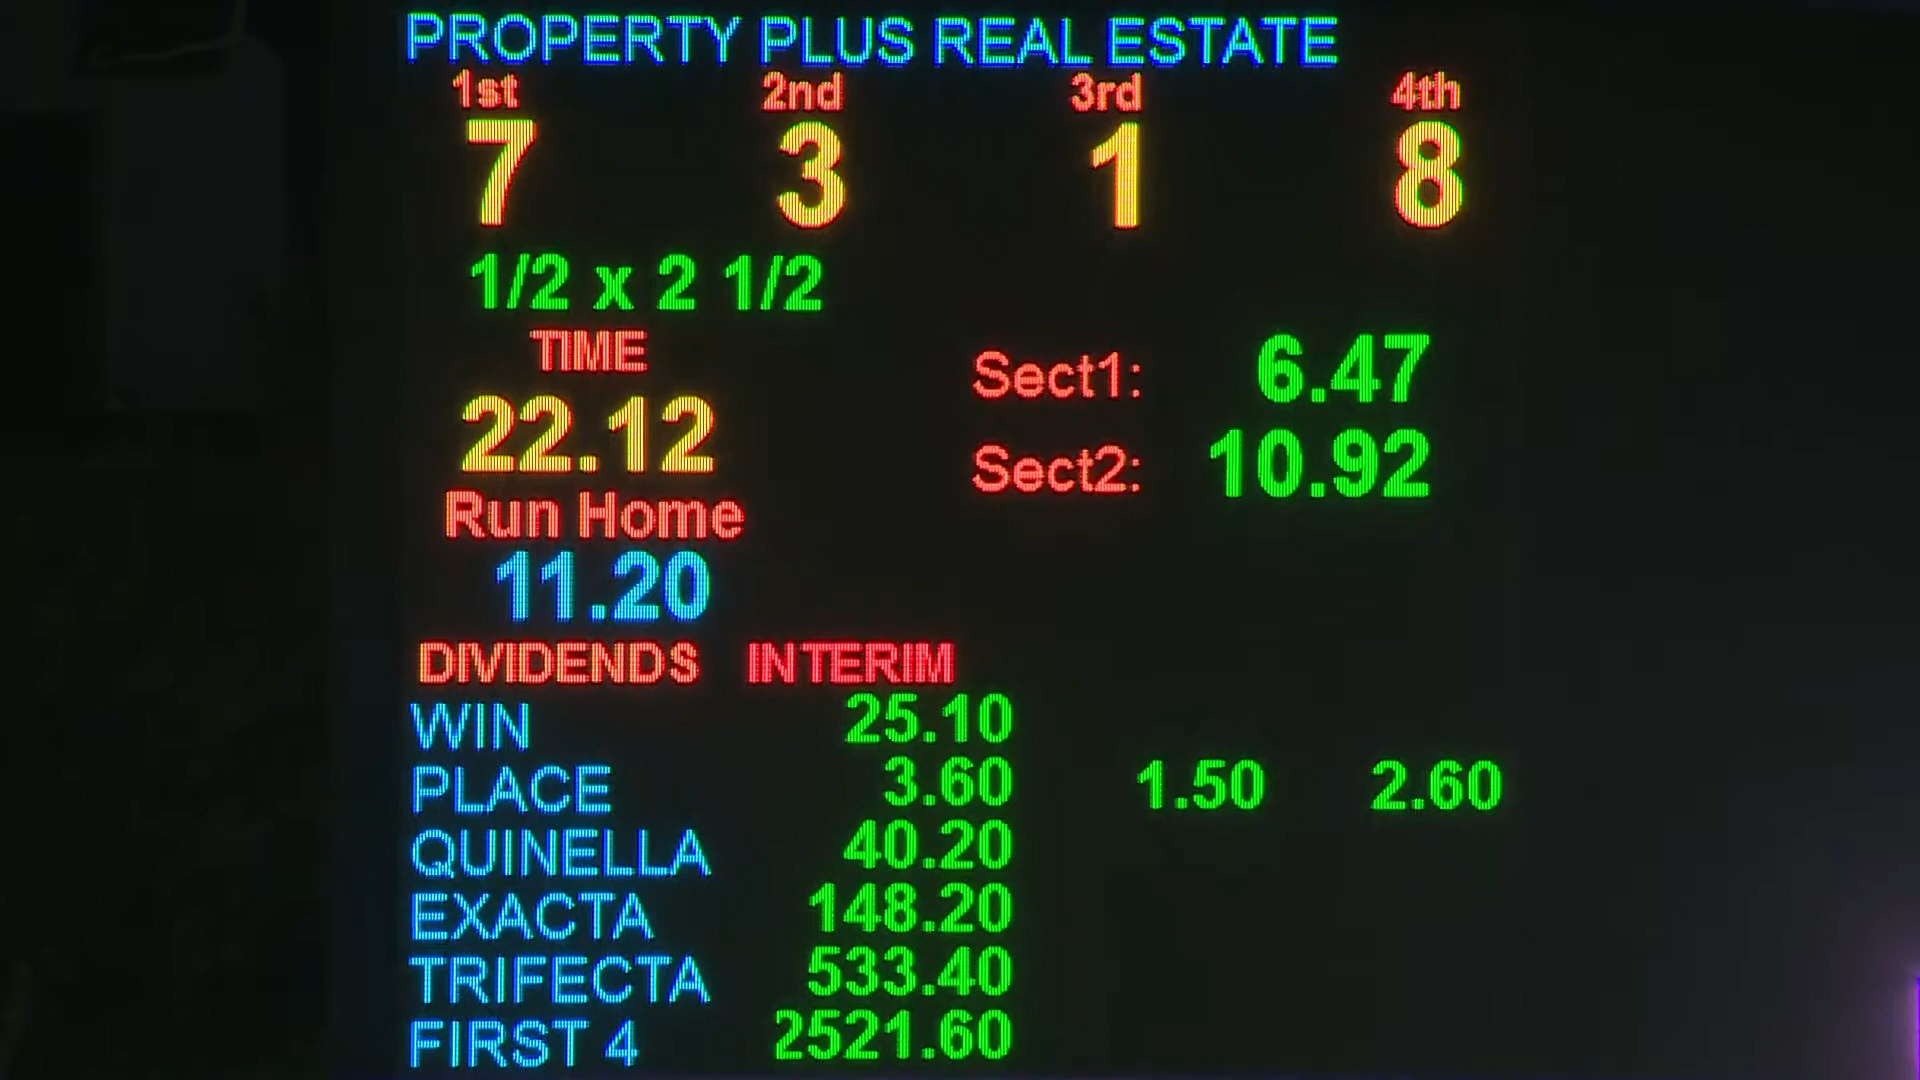 PROPERTY PLUS REAL ESTATE
1st 2nd 3rd 4th
7 3 1 8
1/2 x 2 1/2
TIME
Sect1: 6.47
22.12
Sect2: 10.92
Run Home
11.20
DIVIDENDS INTERIM
WIN 25.10
PLACE 3.60 1.50 2.60
QUINELLA 40.20
EXACTA 148.20
TRIFECTA 533.40
FIRST 4 2521.60